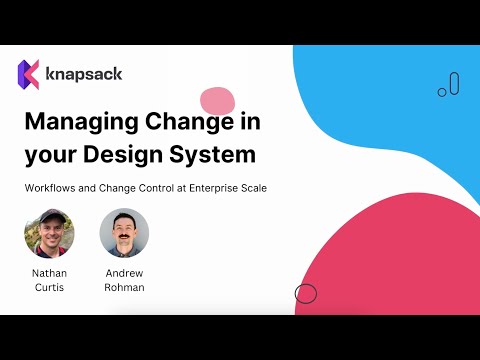 knapsack
Managing Change in
your Design System
Workflows and Change Control at Enterprise Scale
Nathan
Curtis
Andrew
Rohman